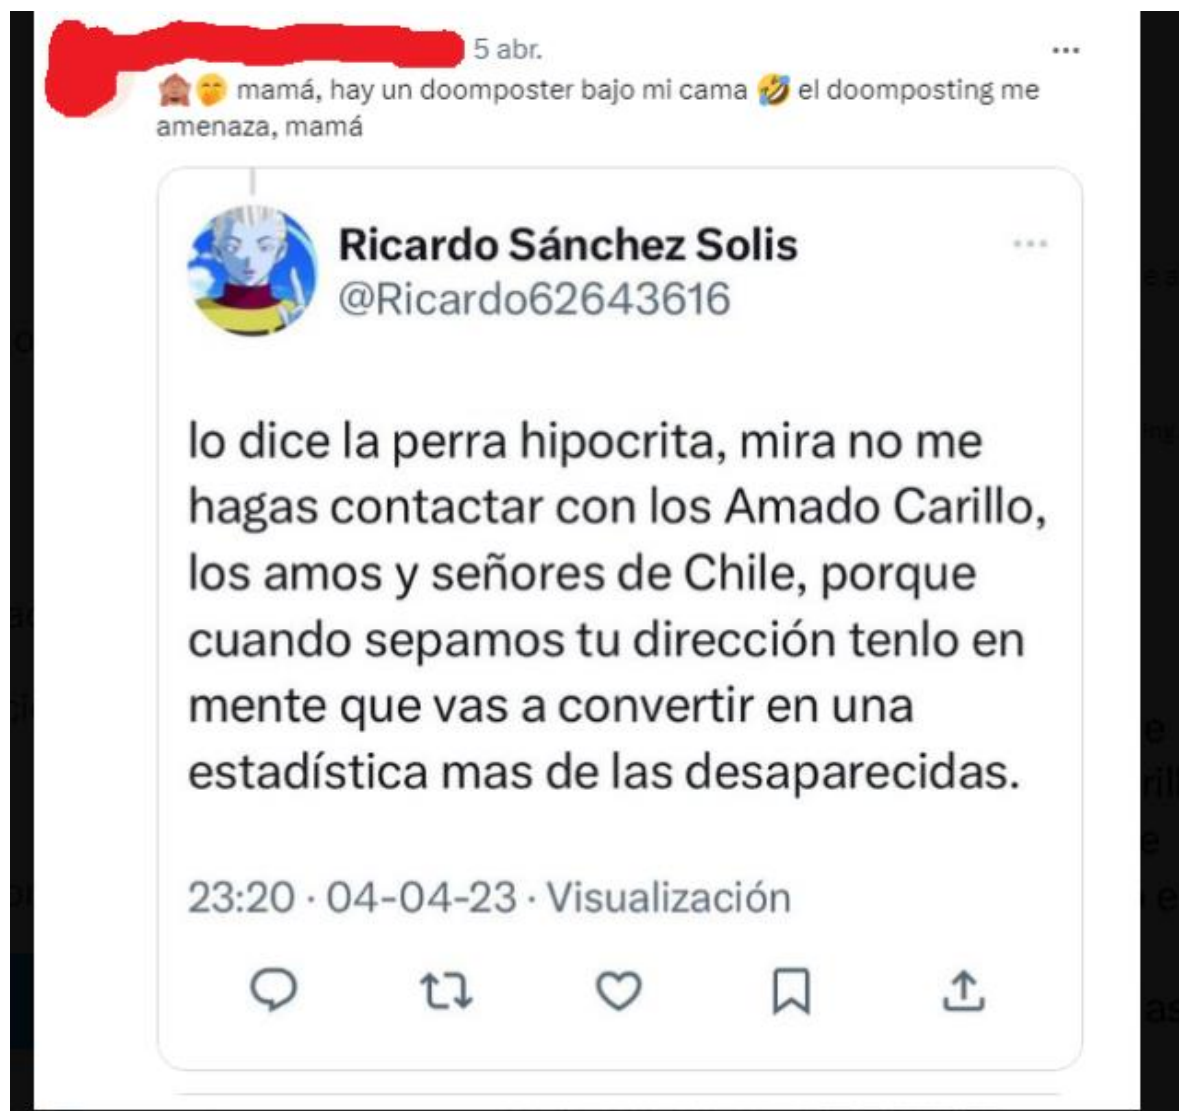 5 abr.
🙈🤭 mamá, hay un doomposter bajo mi cama 🤣 el doomposting me
amenaza, mamá
Ricardo Sánchez Solis
@Ricardo62643616
lo dice la perra hipocrita, mira no me
hagas contactar con los Amado Carillo,
los amos y señores de Chile, porque
cuando sepamos tu dirección tenlo en
mente que vas a convertir en una
estadística mas de las desaparecidas.
23:20 · 04-04-23 · Visualización